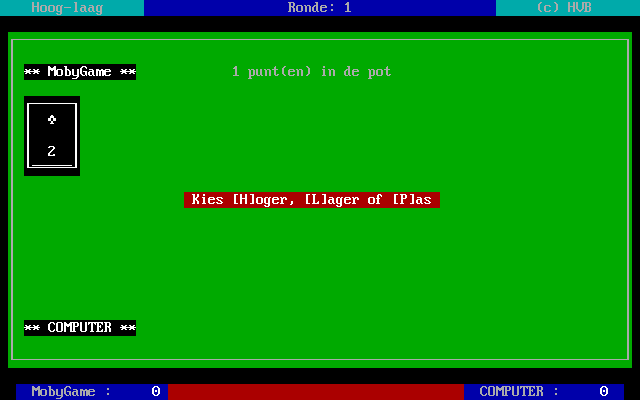 Hoog-laag Ronde: 1 (c) HVB
** MobyGame ** 1 punt(en) in de pot
2
Kies [H]oger, [L]ager of [P]as
** COMPUTER **
MobyGame : 0 COMPUTER : 0